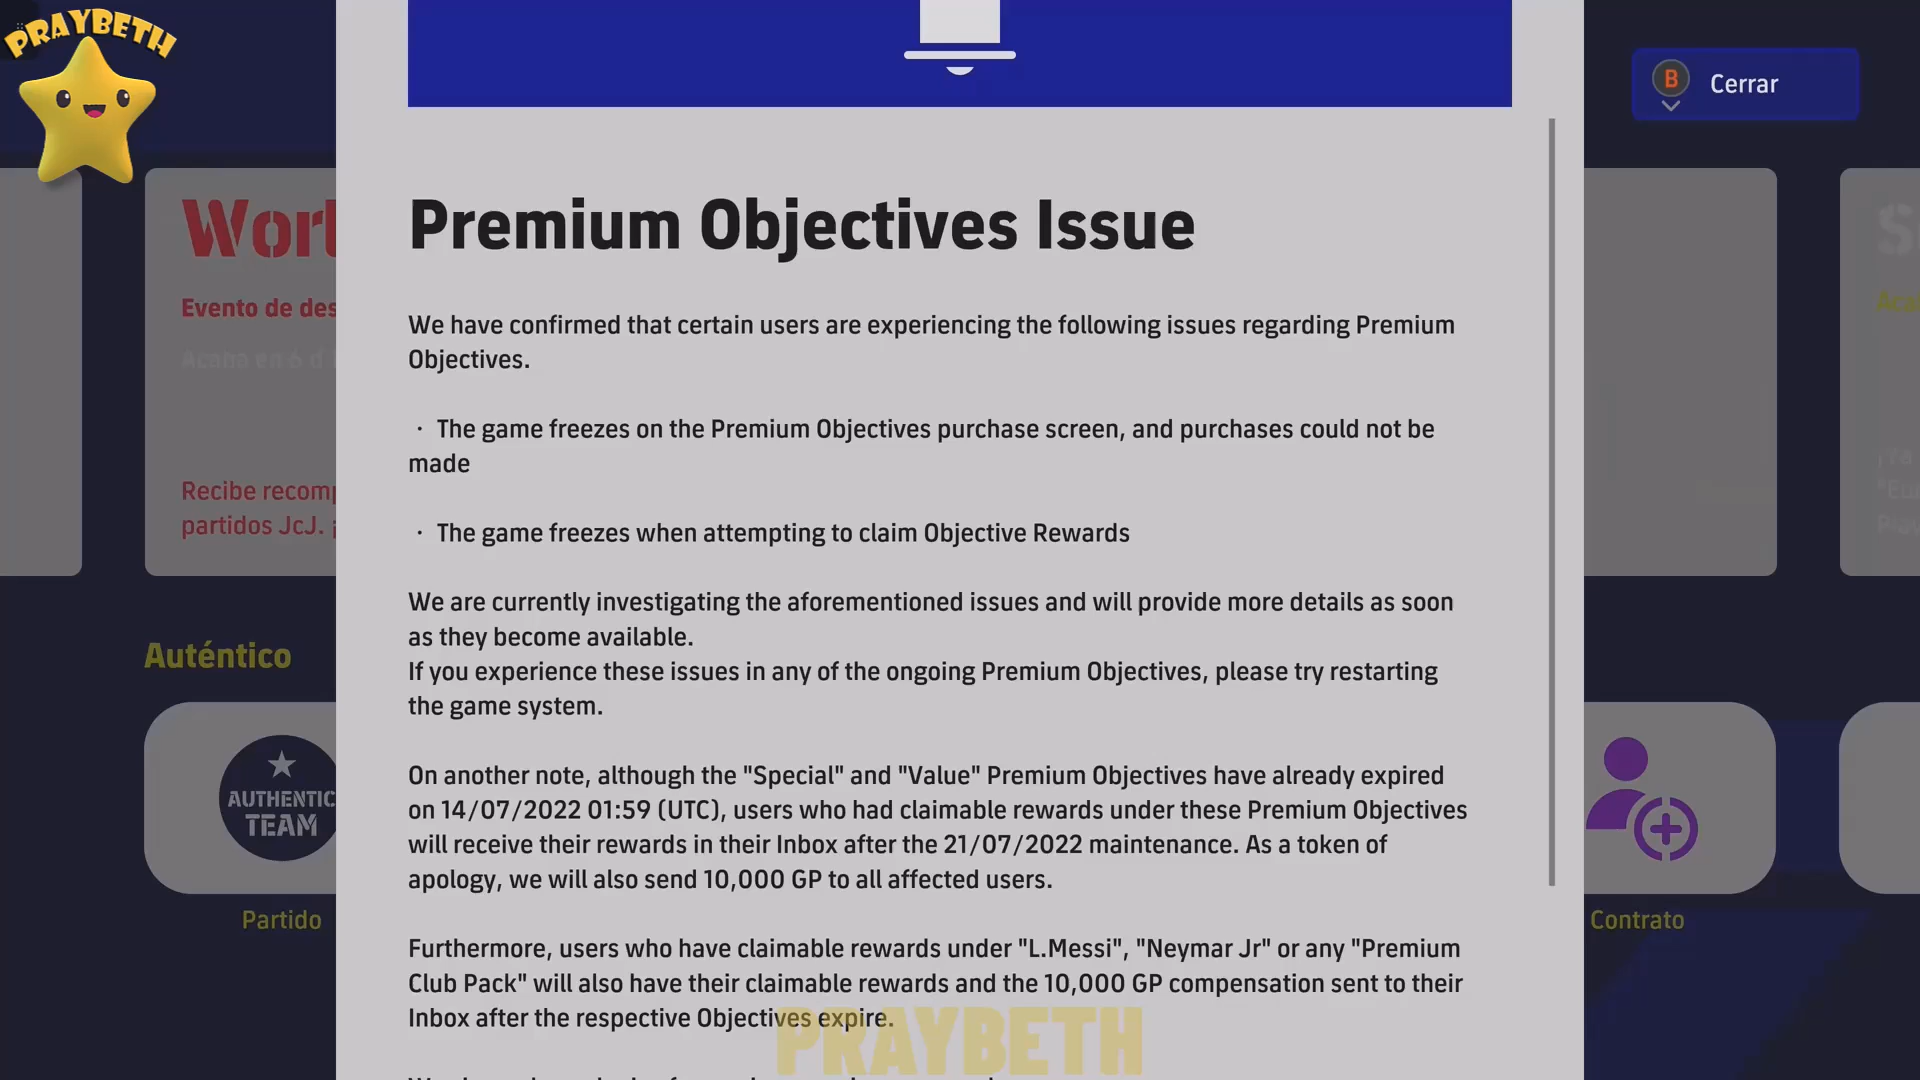 PRAYBETH
B Cerrar
Worl
Evento de des
Acaba en 6 d
Recibe recomp
partidos JcJ. ¡
Premium Objectives Issue
We have confirmed that certain users are experiencing the following issues regarding Premium
Objectives.
· The game freezes on the Premium Objectives purchase screen, and purchases could not be
made
· The game freezes when attempting to claim Objective Rewards
We are currently investigating the aforementioned issues and will provide more details as soon
as they become available.
If you experience these issues in any of the ongoing Premium Objectives, please try restarting
the game system.
On another note, although the "Special" and "Value" Premium Objectives have already expired
on 14/07/2022 01:59 (UTC), users who had claimable rewards under these Premium Objectives
will receive their rewards in their Inbox after the 21/07/2022 maintenance. As a token of
apology, we will also send 10,000 GP to all affected users.
Furthermore, users who have claimable rewards under "L.Messi", "Neymar Jr" or any "Premium
Club Pack" will also have their claimable rewards and the 10,000 GP compensation sent to their
Inbox after the respective Objectives expire.
S
Aca
¡Ya
"Eur
Auténtico
AUTHENTIC
TEAM
Partido
Contrato
PRAYBETH